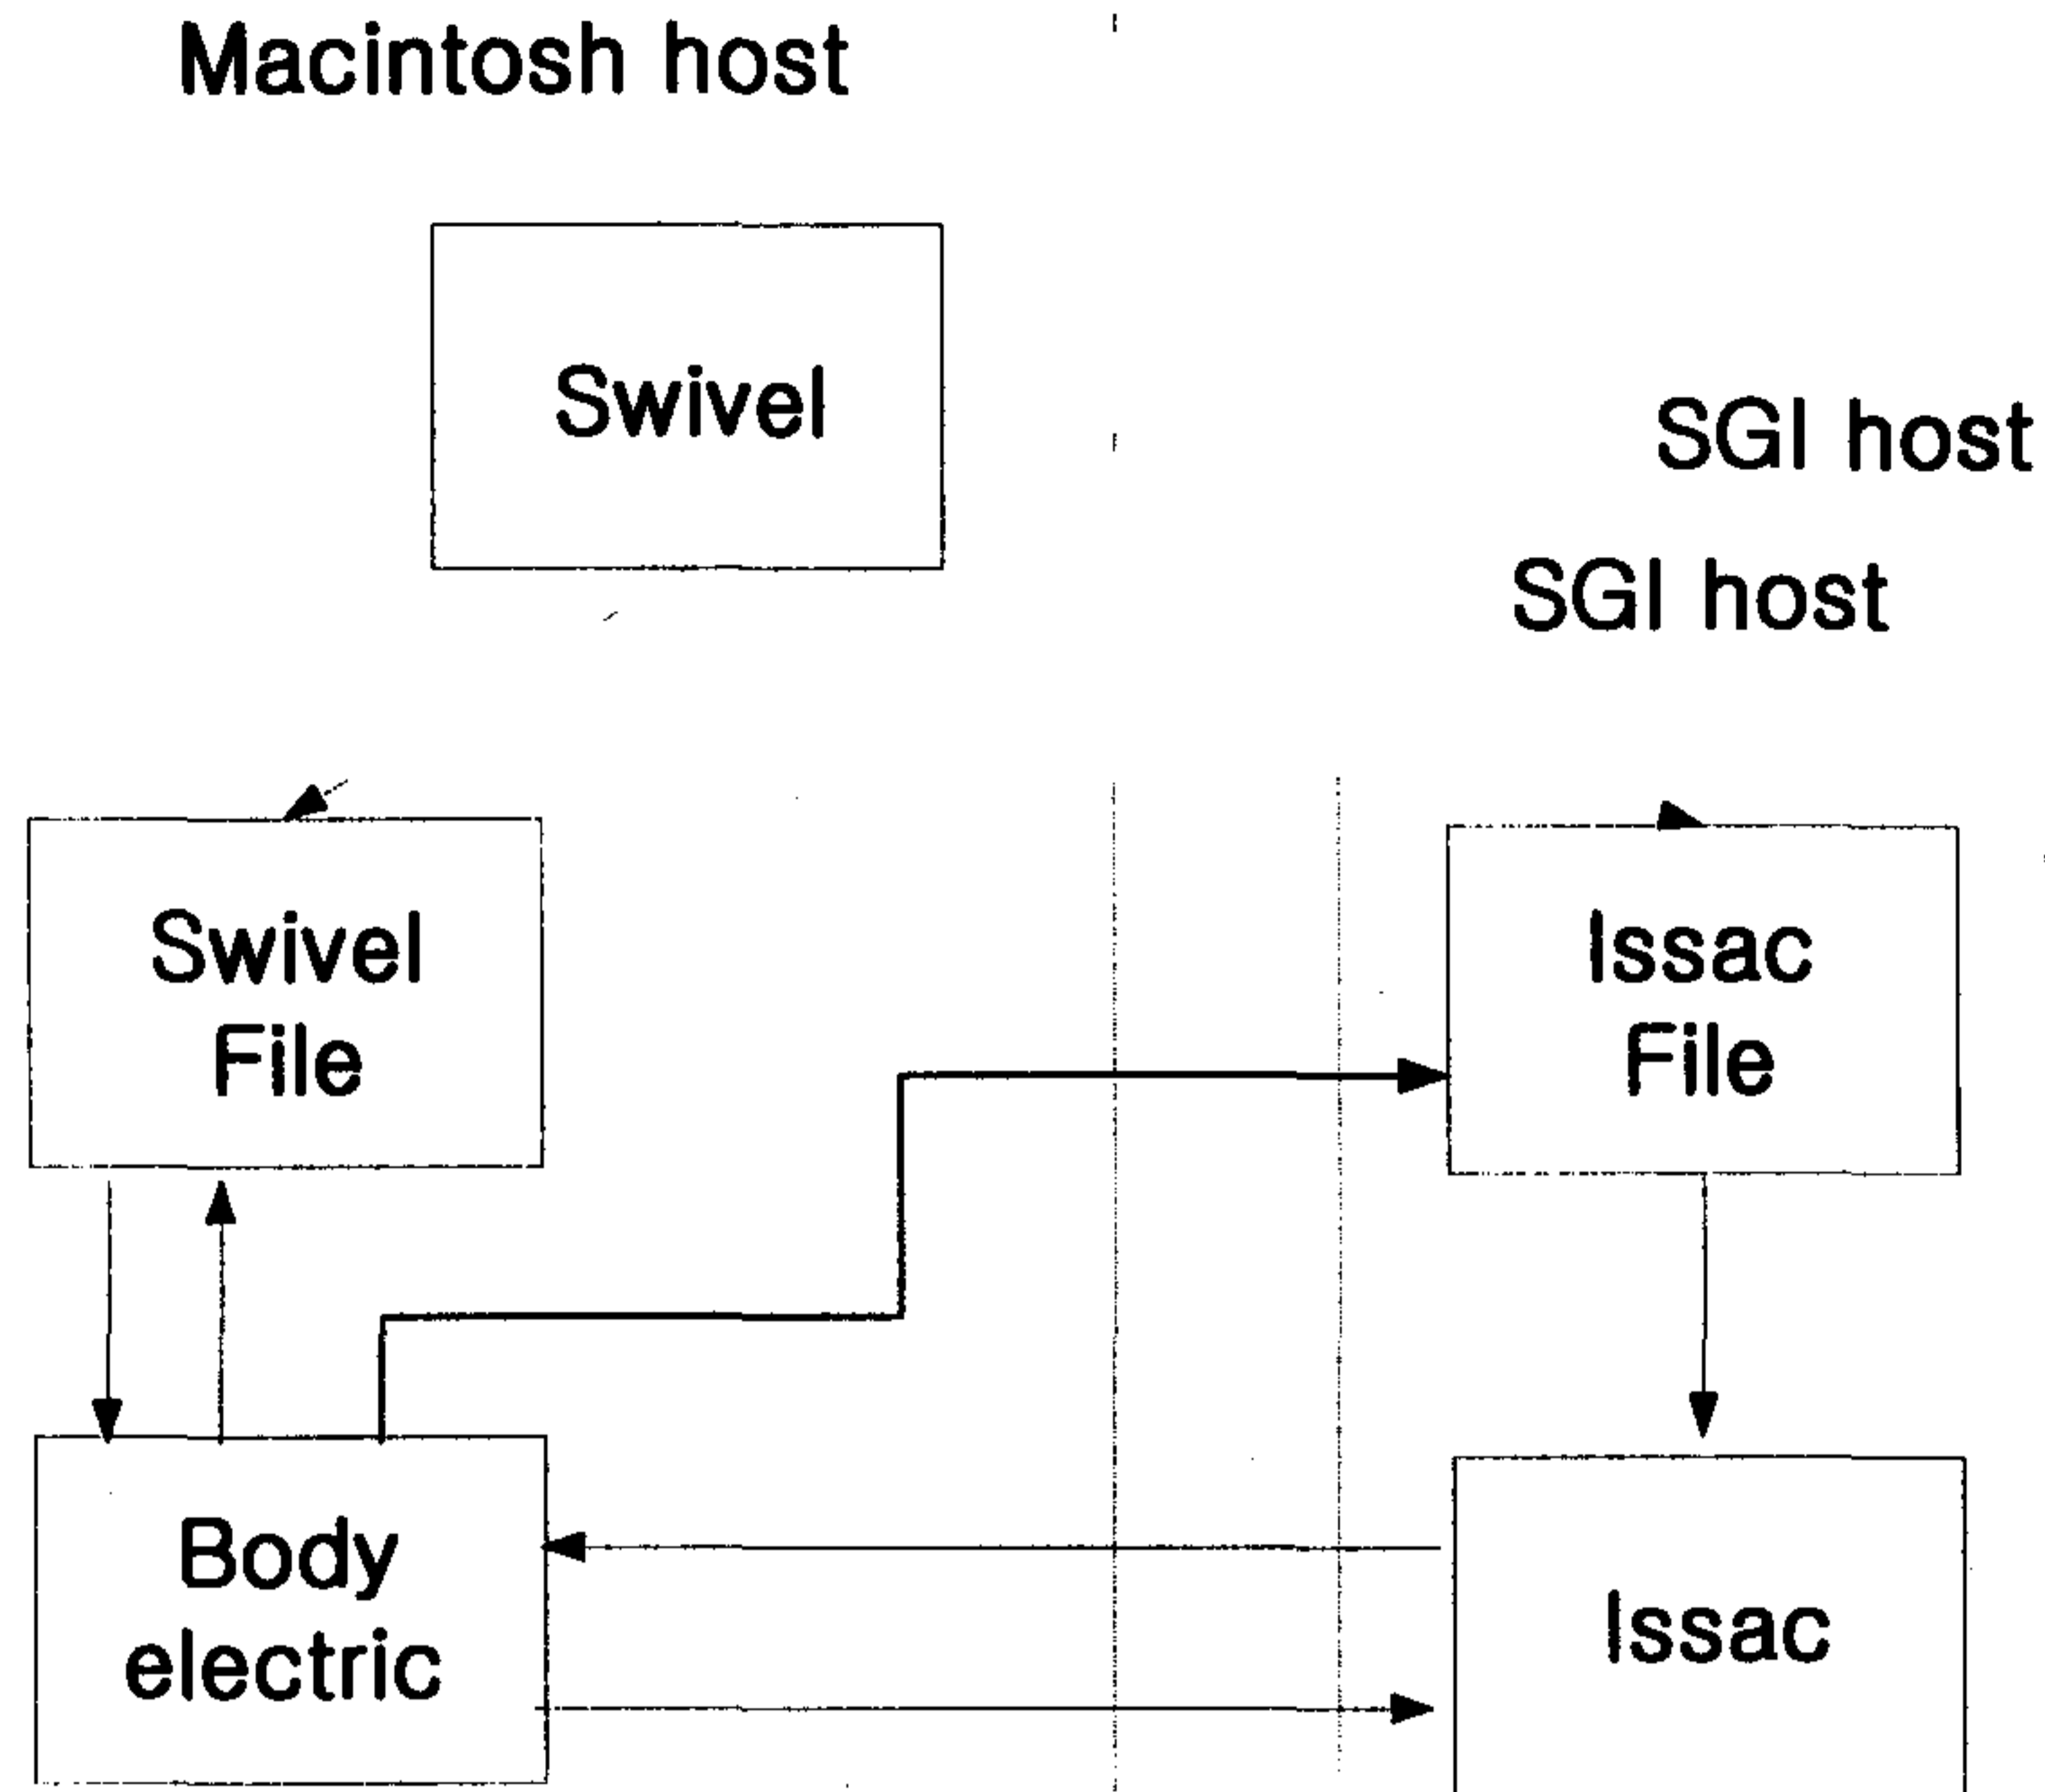 Macintosh host
Swivel
SGI host
SGI host
Swivel
File
Issac
File
Body
electric
Issac